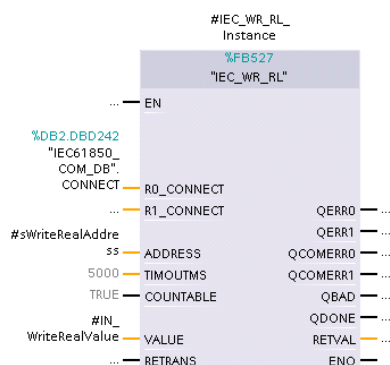 #IEC_WR_RL_
Instance
%FB527
"IEC_WR_RL"
... EN
%DB2.DBD242
"IEC61850_
COM_DB".
CONNECT R0_CONNECT
... R1_CONNECT QERR0 ...
QERR1 ...
#sWriteRealAddre
ss ADDRESS QCOMERR0 ...
5000 TIMOUTMS QCOMERR1 ...
TRUE COUNTABLE QBAD ...
QDONE ...
#IN_
WriteRealValue VALUE RETVAL ...
... RETRANS ENO ...